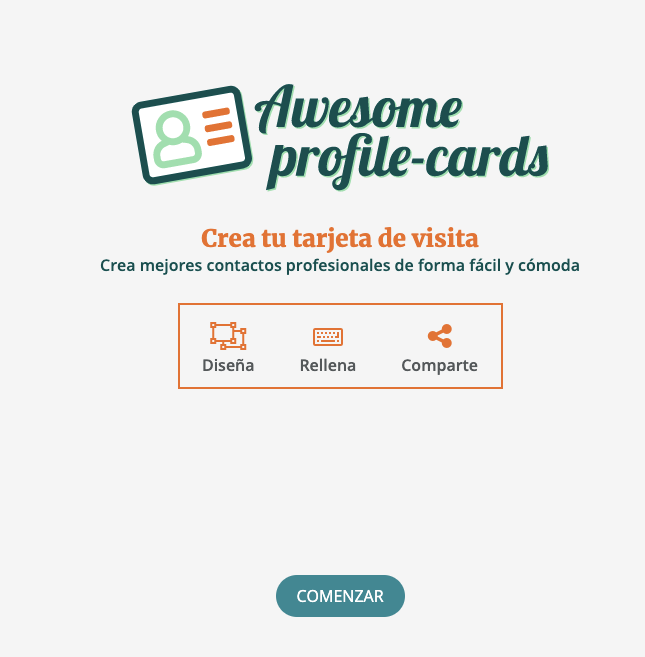 Awesome
profile-cards
Crea tu tarjeta de visita
Crea mejores contactos profesionales de forma fácil y cómoda
Diseña Rellena Comparte
COMENZAR